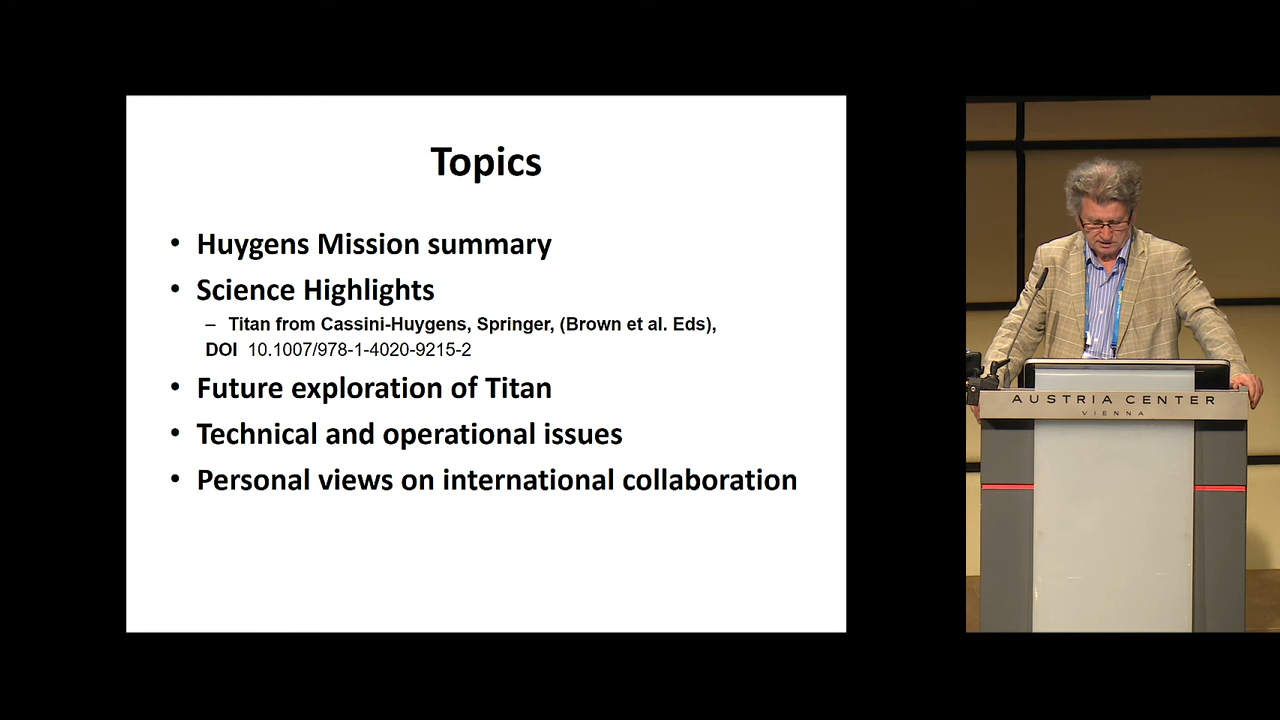 Topics
• Huygens Mission summary
• Science Highlights
– Titan from Cassini-Huygens, Springer, (Brown et al. Eds),
DOI 10.1007/978-1-4020-9215-2
• Future exploration of Titan
• Technical and operational issues
• Personal views on international collaboration
AUSTRIA CENTER
VIENNA